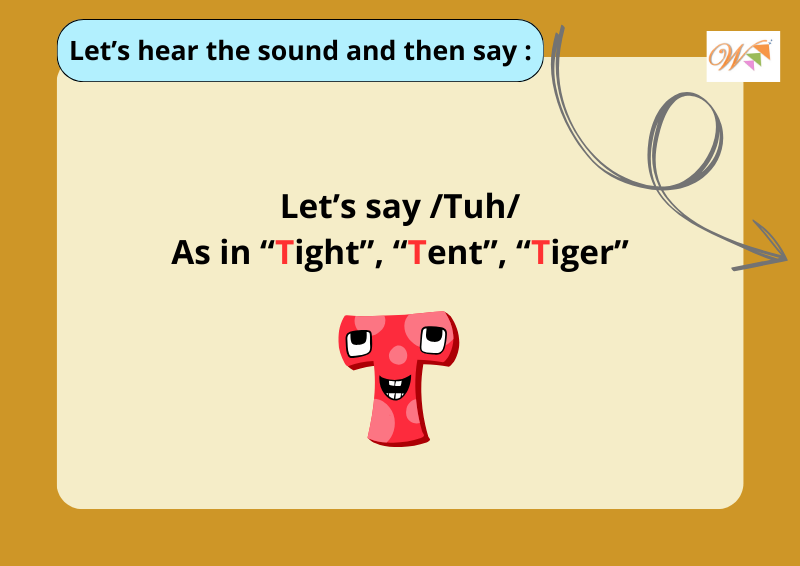 Let’s hear the sound and then say :
W
Let’s say /Tuh/
As in “Tight”, “Tent”, “Tiger”